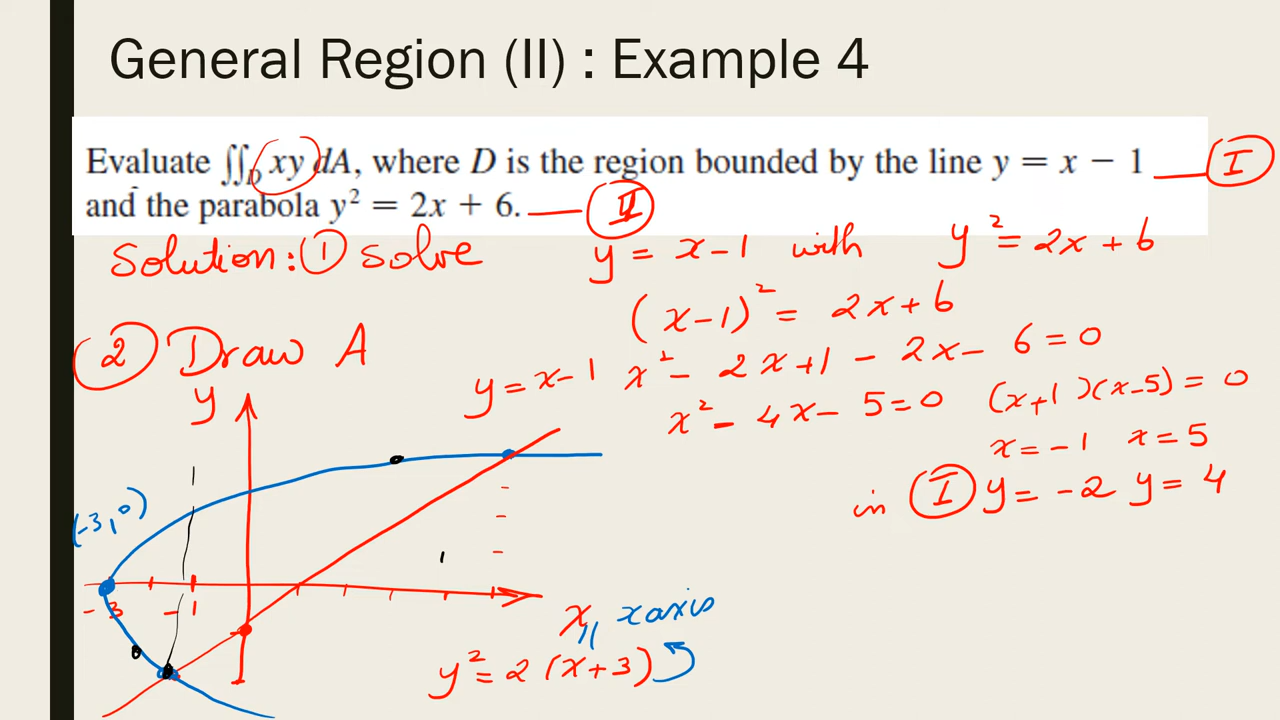 General Region (II) : Example 4
Evaluate ∬_D xy dA, where D is the region bounded by the line y = x − 1 (I)
and the parabola y² = 2x + 6. (II)
Solution: ① Solve y = x-1 with y² = 2x + 6
(x-1)² = 2x+6
② Draw A
y = x-1
x² - 2x+1 - 2x - 6 = 0
x² - 4x - 5 = 0 (x+1)(x-5) = 0
x = -1 x = 5
in (I) y = -2 y = 4
y
(-3, 0)
-3 -1
x
|| x axis
y² = 2 (x+3)